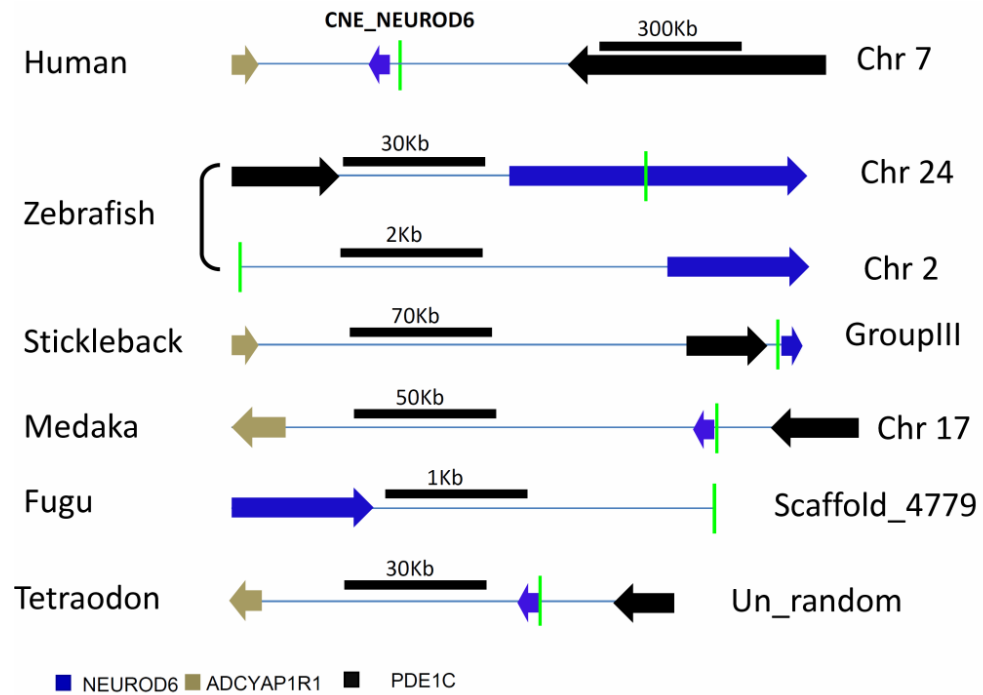 CNE_NEUROD6
300Kb
Human
Chr 7
30Kb
Chr 24
Zebrafish
2Kb
Chr 2
70Kb
Stickleback
GroupIII
50Kb
Medaka
Chr 17
1Kb
Fugu
Scaffold_4779
30Kb
Tetraodon
Un_random
NEUROD6 ADCYAP1R1 PDE1C